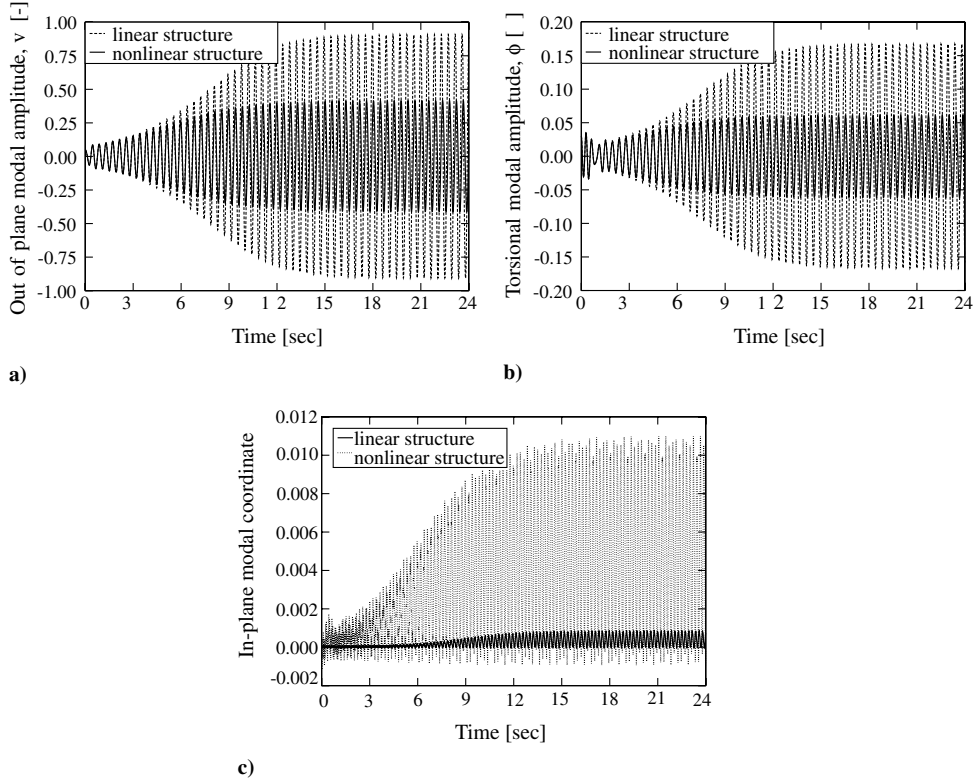 a)
Out of plane modal amplitude, v [-]
1.00
0.75
0.50
0.25
0.00
-0.25
-0.50
-0.75
-1.00
linear structure
nonlinear structure
0 3 6 9 12 15 18 21 24
Time [sec]
b)
Torsional modal amplitude, ϕ [ ]
0.20
0.15
0.10
0.05
0.00
-0.05
-0.10
-0.15
-0.20
linear structure
nonlinear structure
0 3 6 9 1 2 15 18 21 24
Time [sec]
c)
In-plane modal coordinate
0.012
0.010
0.008
0.006
0.004
0.002
0.000
-0.002
linear structure
nonlinear structure
0 3 6 9 12 15 18 21 24
Time [sec]